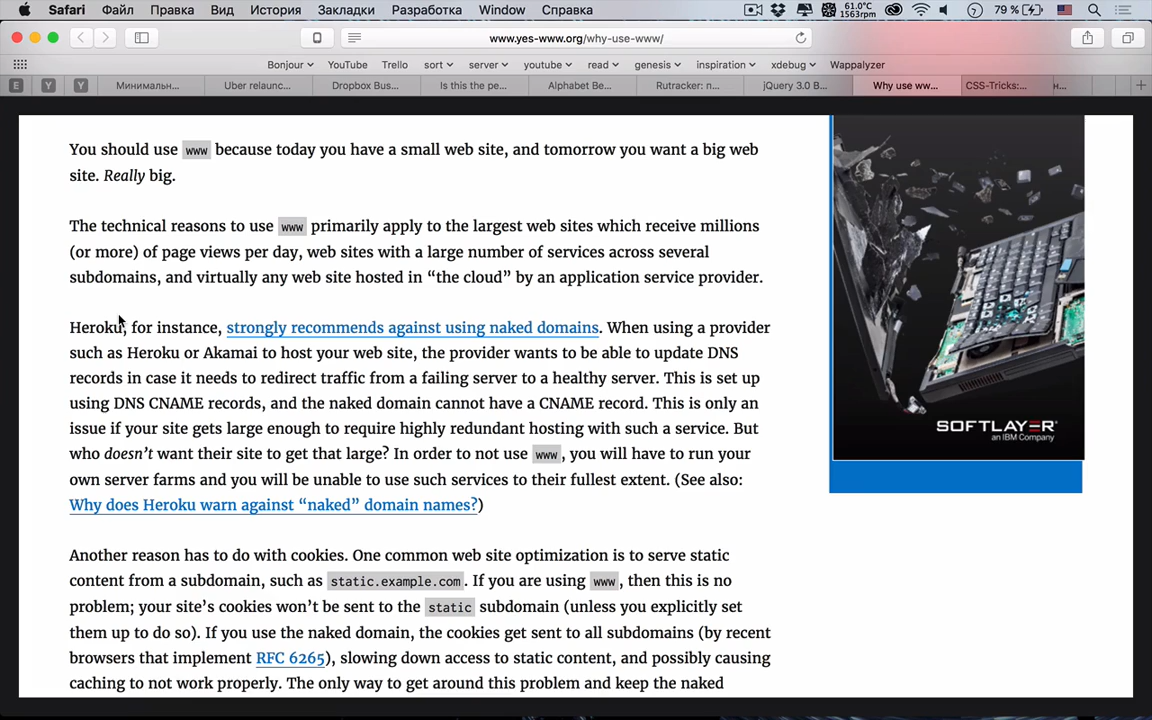 Safari Файл Правка Вид История Закладки Разработка Window Справка 61.0°C 1563rpm 79 %
www.yes-www.org/why-use-www/
Bonjour YouTube Trello sort server youtube read genesis inspiration xdebug Wappalyzer
E Y Y Минимальн... Uber relaunc... Dropbox Bus... Is this the pe... Alphabet Be... Rutracker: n... jQuery 3.0 B... Why use ww... CSS-Tricks:... н...
You should use www because today you have a small web site, and tomorrow you want a big web
site. Really big.
The technical reasons to use www primarily apply to the largest web sites which receive millions
(or more) of page views per day, web sites with a large number of services across several
subdomains, and virtually any web site hosted in “the cloud” by an application service provider.
Heroku, for instance, strongly recommends against using naked domains. When using a provider
such as Heroku or Akamai to host your web site, the provider wants to be able to update DNS
records in case it needs to redirect traffic from a failing server to a healthy server. This is set up
using DNS CNAME records, and the naked domain cannot have a CNAME record. This is only an
issue if your site gets large enough to require highly redundant hosting with such a service. But
who doesn’t want their site to get that large? In order to not use www, you will have to run your
own server farms and you will be unable to use such services to their fullest extent. (See also:
Why does Heroku warn against “naked” domain names?)
Another reason has to do with cookies. One common web site optimization is to serve static
content from a subdomain, such as static.example.com. If you are using www, then this is no
problem; your site’s cookies won’t be sent to the static subdomain (unless you explicitly set
them up to do so). If you use the naked domain, the cookies get sent to all subdomains (by recent
browsers that implement RFC 6265), slowing down access to static content, and possibly causing
caching to not work properly. The only way to get around this problem and keep the naked
SOFTLAYER
an IBM Company